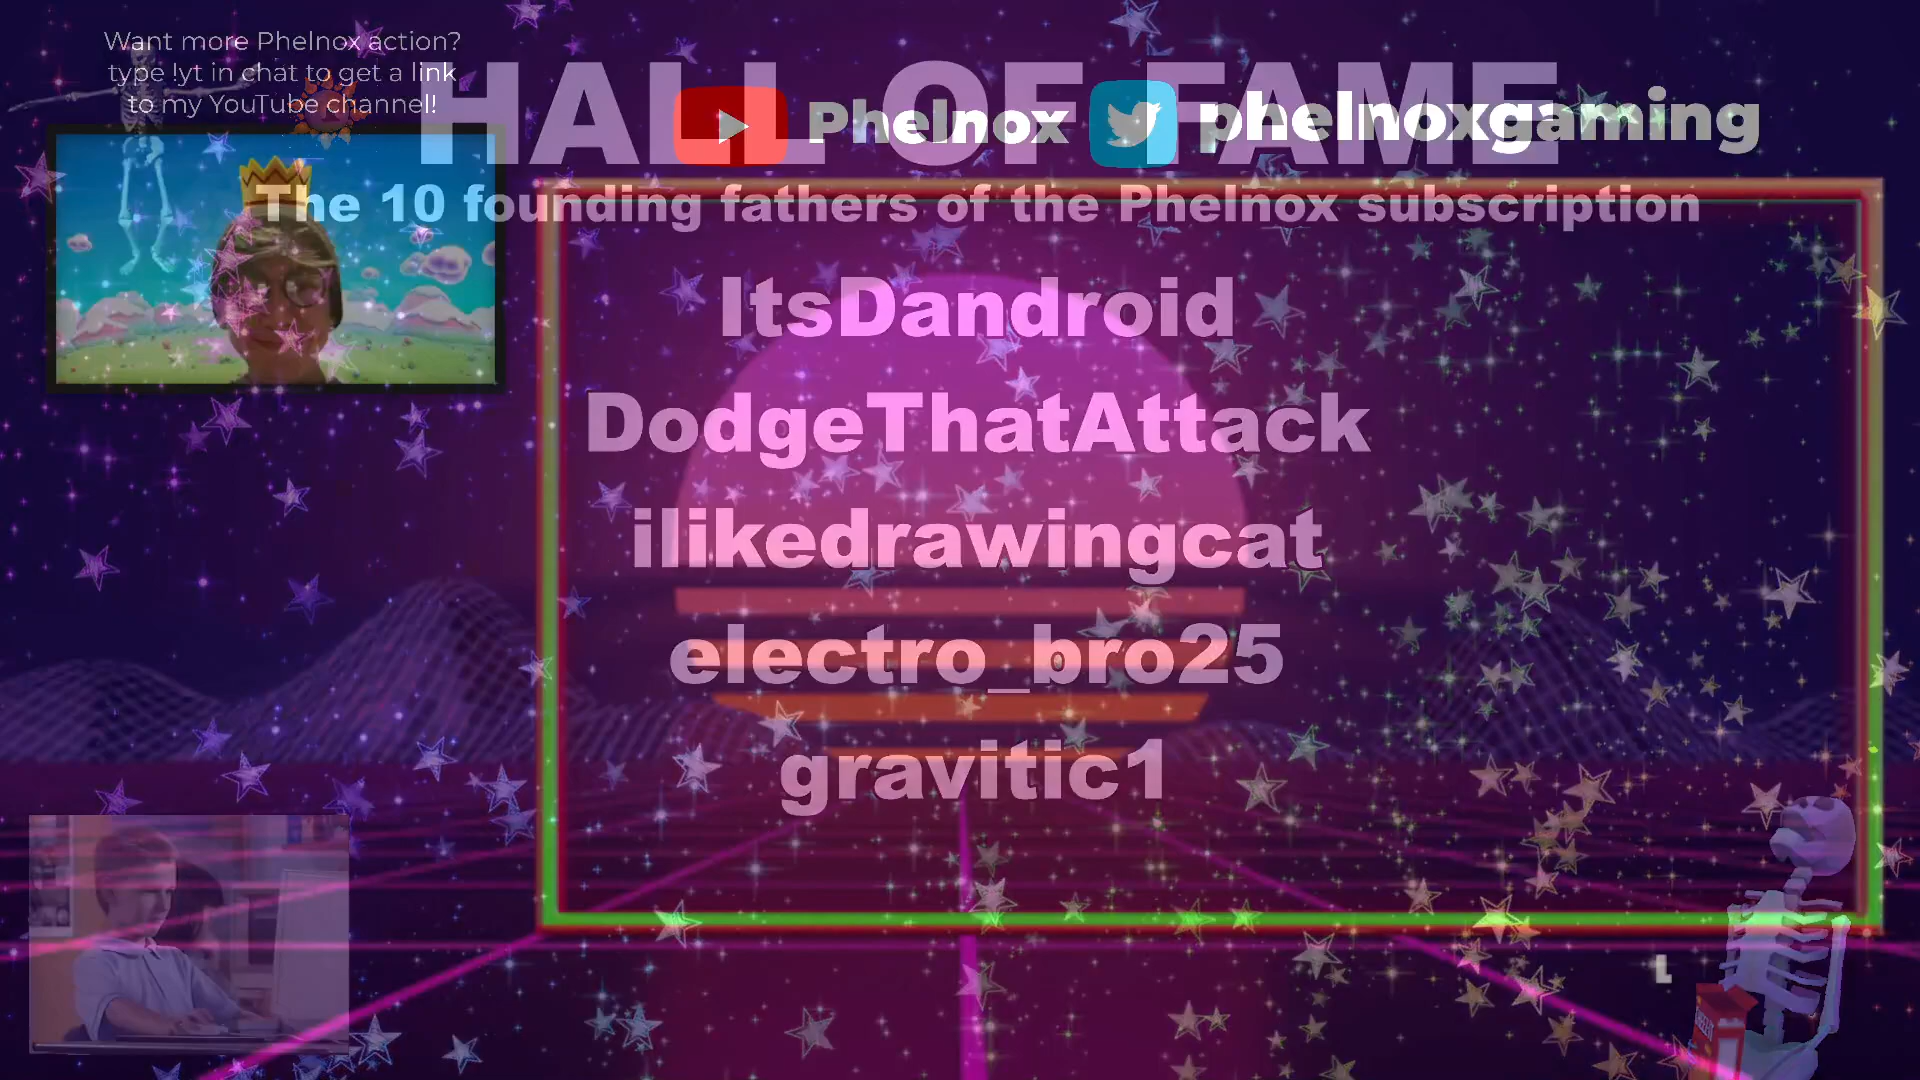 Want more Phelnox action?
type !yt in chat to get a link
to my YouTube channel!
HALL OF FAME
Phelnox
phelnoxgaming
The 10 founding fathers of the Phelnox subscription
ItsDandroid
DodgeThatAttack
ilikedrawingcat
electro_bro25
gravitic1